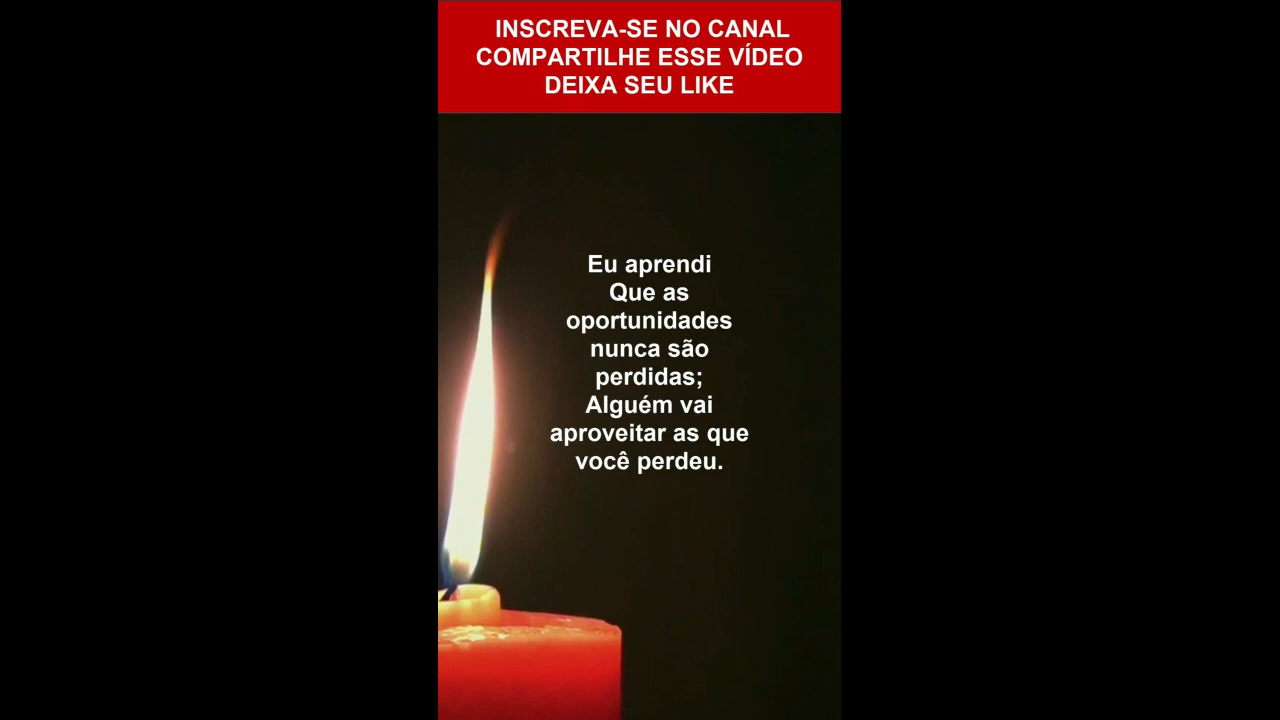 INSCREVA-SE NO CANAL
COMPARTILHE ESSE VÍDEO
DEIXA SEU LIKE
Eu aprendi
Que as
oportunidades
nunca são
perdidas;
Alguém vai
aproveitar as que
você perdeu.